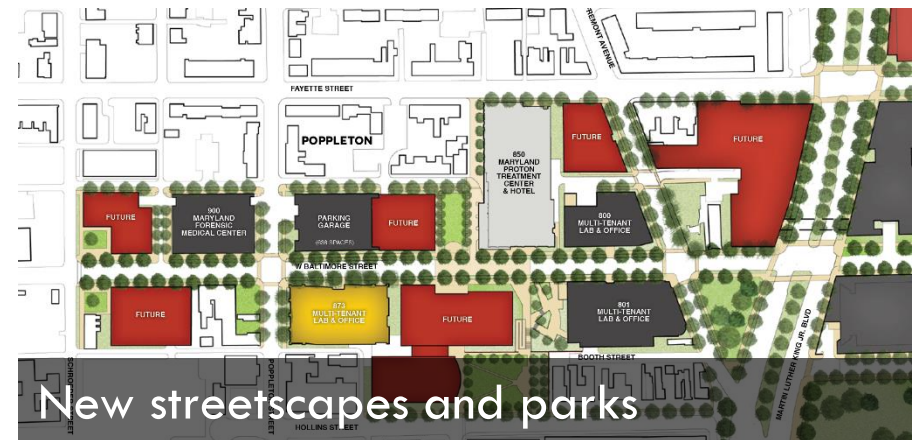 FREMONT AVENUE
FAYETTE STREET
POPPLETON
FUTURE
FUTURE
850
MARYLAND
PROTON
TREATMENT
CENTER
& HOTEL
FUTURE
900
MARYLAND
FORENSIC
MEDICAL CENTER
PARKING
GARAGE
FUTURE
800
MULTI-TENANT
LAB & OFFICE
W BALTIMORE STREET
FUTURE
873
MULTI-TENANT
LAB & OFFICE
FUTURE
801
MULTI-TENANT
LAB & OFFICE
BOOTH STREET
MARTIN LUTHER KING JR. BLVD
New streetscapes and parks
HOLLINS STREET